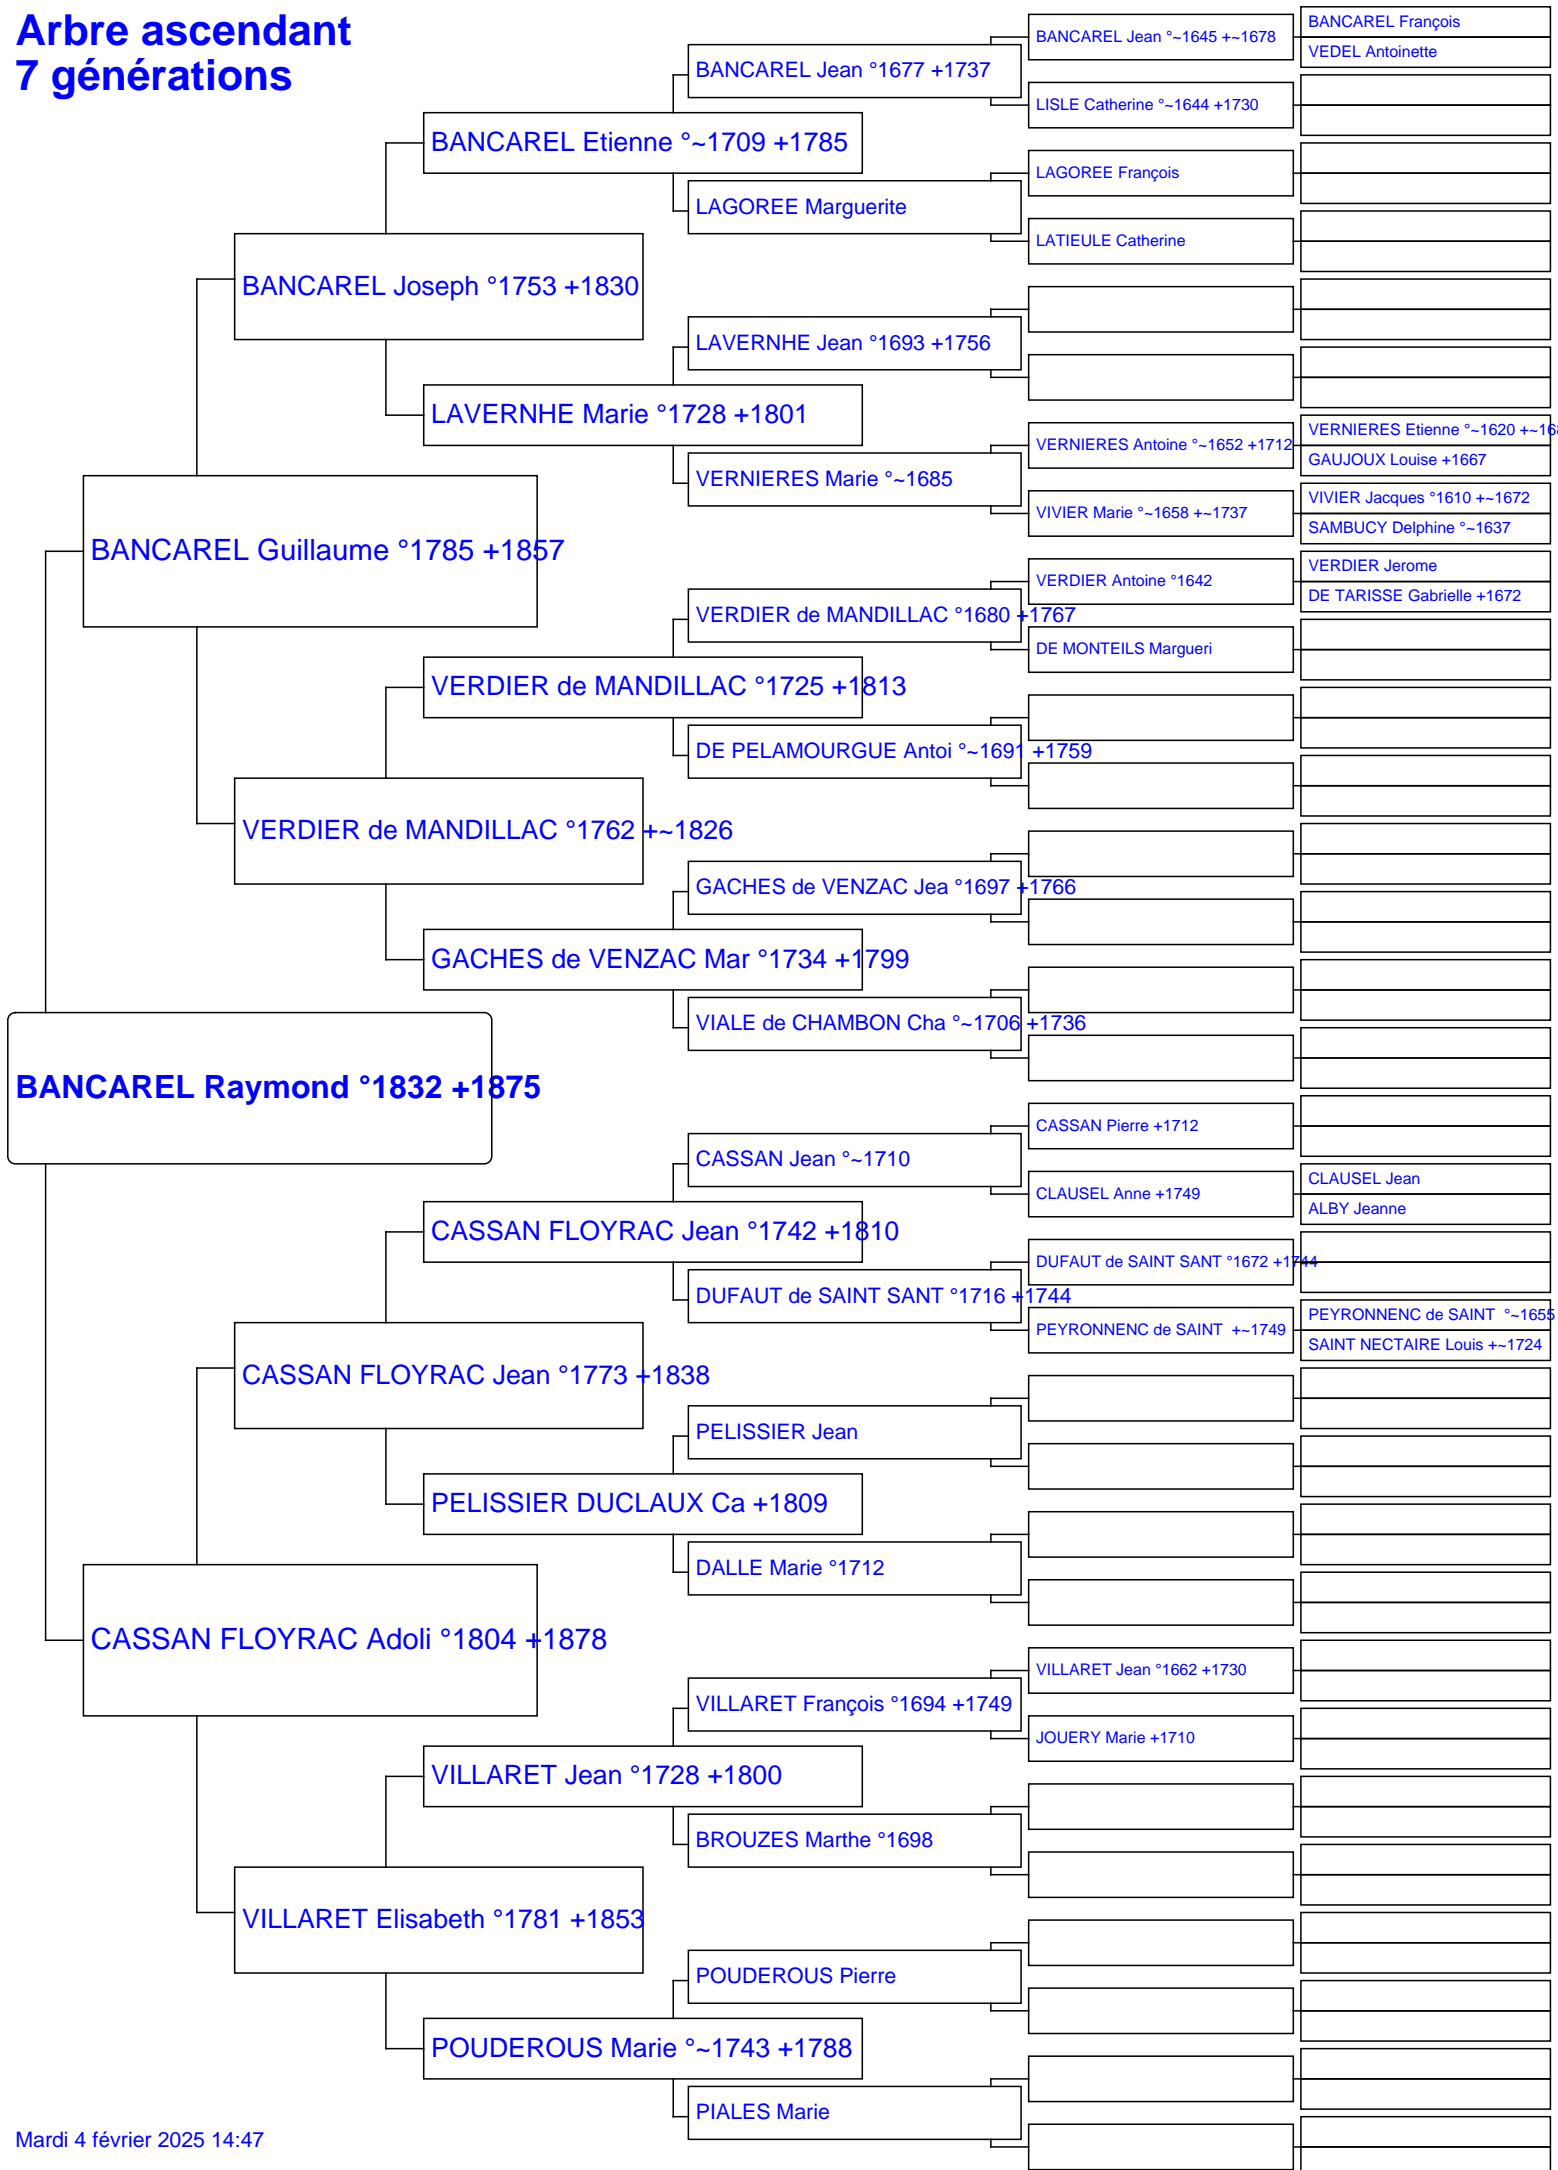 Arbre ascendant
7 générations
BANCAREL François
BANCAREL Jean °~1645 +~1678
VEDEL Antoinette
BANCAREL Jean °1677 +1737
LISLE Catherine °~1644 +1730
BANCAREL Etienne °~1709 +1785
LAGOREE François
LAGOREE Marguerite
LATIEULE Catherine
BANCAREL Joseph °1753 +1830
LAVERNHE Jean °1693 +1756
LAVERNHE Marie °1728 +1801
VERNIERES Etienne °~1620 +~168
VERNIERES Antoine °~1652 +1712
GAUJOUX Louise +1667
VERNIERES Marie °~1685
VIVIER Jacques °1610 +~1672
VIVIER Marie °~1658 +~1737
SAMBUCY Delphine °~1637
BANCAREL Guillaume °1785 +1857
VERDIER Jerome
VERDIER Antoine °1642
DE TARISSE Gabrielle +1672
VERDIER de MANDILLAC °1680 +1767
DE MONTEILS Margueri
VERDIER de MANDILLAC °1725 +1813
DE PELAMOURGUE Antoi °~1691 +1759
VERDIER de MANDILLAC °1762 +~1826
GACHES de VENZAC Jea °1697 +1766
GACHES de VENZAC Mar °1734 +1799
VIALE de CHAMBON Cha °~1706 +1736
BANCAREL Raymond °1832 +1875
CASSAN Pierre +1712
CASSAN Jean °~1710
CLAUSEL Jean
CLAUSEL Anne +1749
ALBY Jeanne
CASSAN FLOYRAC Jean °1742 +1810
DUFAUT de SAINT SANT °1672 +1744
DUFAUT de SAINT SANT °1716 +1744
PEYRONNENC de SAINT  °~1655
PEYRONNENC de SAINT  +~1749
SAINT NECTAIRE Louis +~1724
CASSAN FLOYRAC Jean °1773 +1838
PELISSIER Jean
PELISSIER DUCLAUX Ca +1809
DALLE Marie °1712
CASSAN FLOYRAC Adoli °1804 +1878
VILLARET Jean °1662 +1730
VILLARET François °1694 +1749
JOUERY Marie +1710
VILLARET Jean °1728 +1800
BROUZES Marthe °1698
VILLARET Elisabeth °1781 +1853
POUDEROUS Pierre
POUDEROUS Marie °~1743 +1788
PIALES Marie
Mardi 4 février 2025 14:47